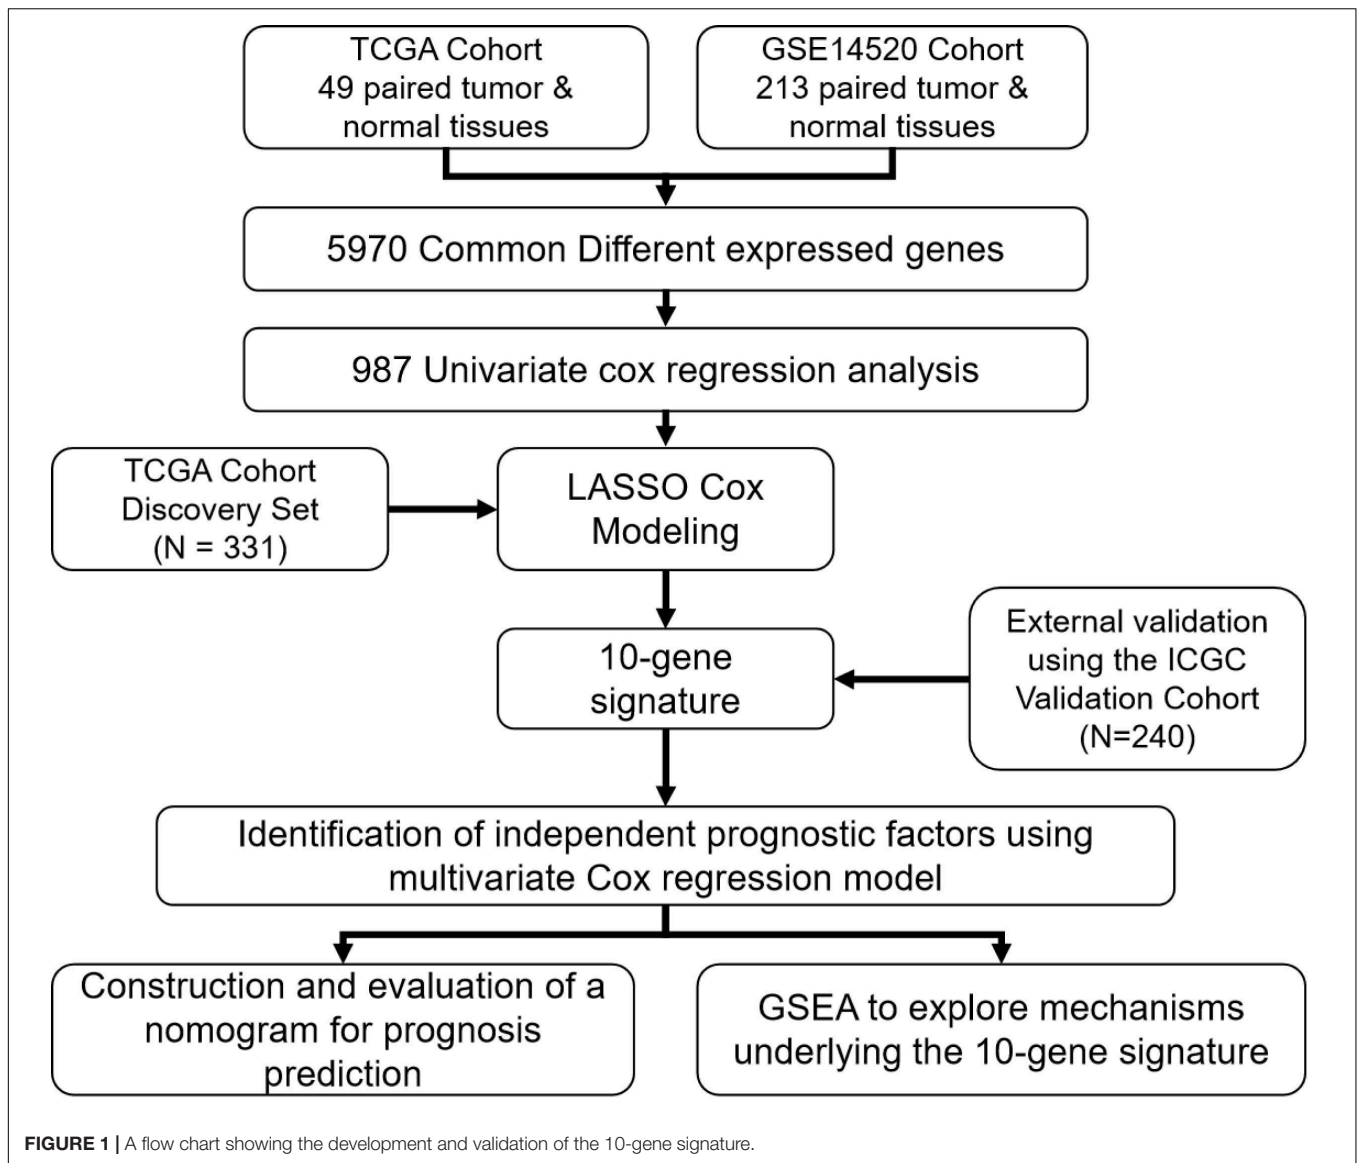 TCGA Cohort
49 paired tumor &
normal tissues
GSE14520 Cohort
213 paired tumor &
normal tissues
5970 Common Different expressed genes
987 Univariate cox regression analysis
TCGA Cohort
Discovery Set
(N = 331)
LASSO Cox
Modeling
10-gene
signature
External validation
using the ICGC
Validation Cohort
(N=240)
Identification of independent prognostic factors using
multivariate Cox regression model
Construction and evaluation of a
nomogram for prognosis
prediction
GSEA to explore mechanisms
underlying the 10-gene signature
FIGURE 1 | A flow chart showing the development and validation of the 10-gene signature.